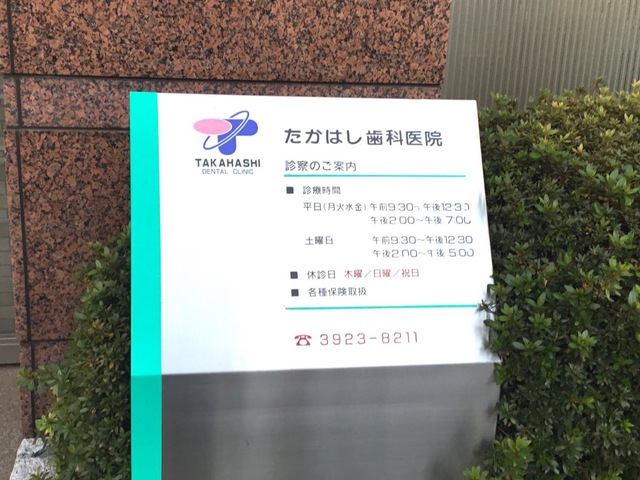 たかはし歯科医院
TAKAHASHI
DENTAL CLINIC
診察のご案内
■ 診療時間
平日(月火水金) 午前9:30~午後12:30
午後2:00~午後7:00
土曜日 午前9:30~午後12:30
午後2:00~午後5:00
■ 休診日 木曜/日曜/祝日
■ 各種保険取扱
☎ 3923-8211